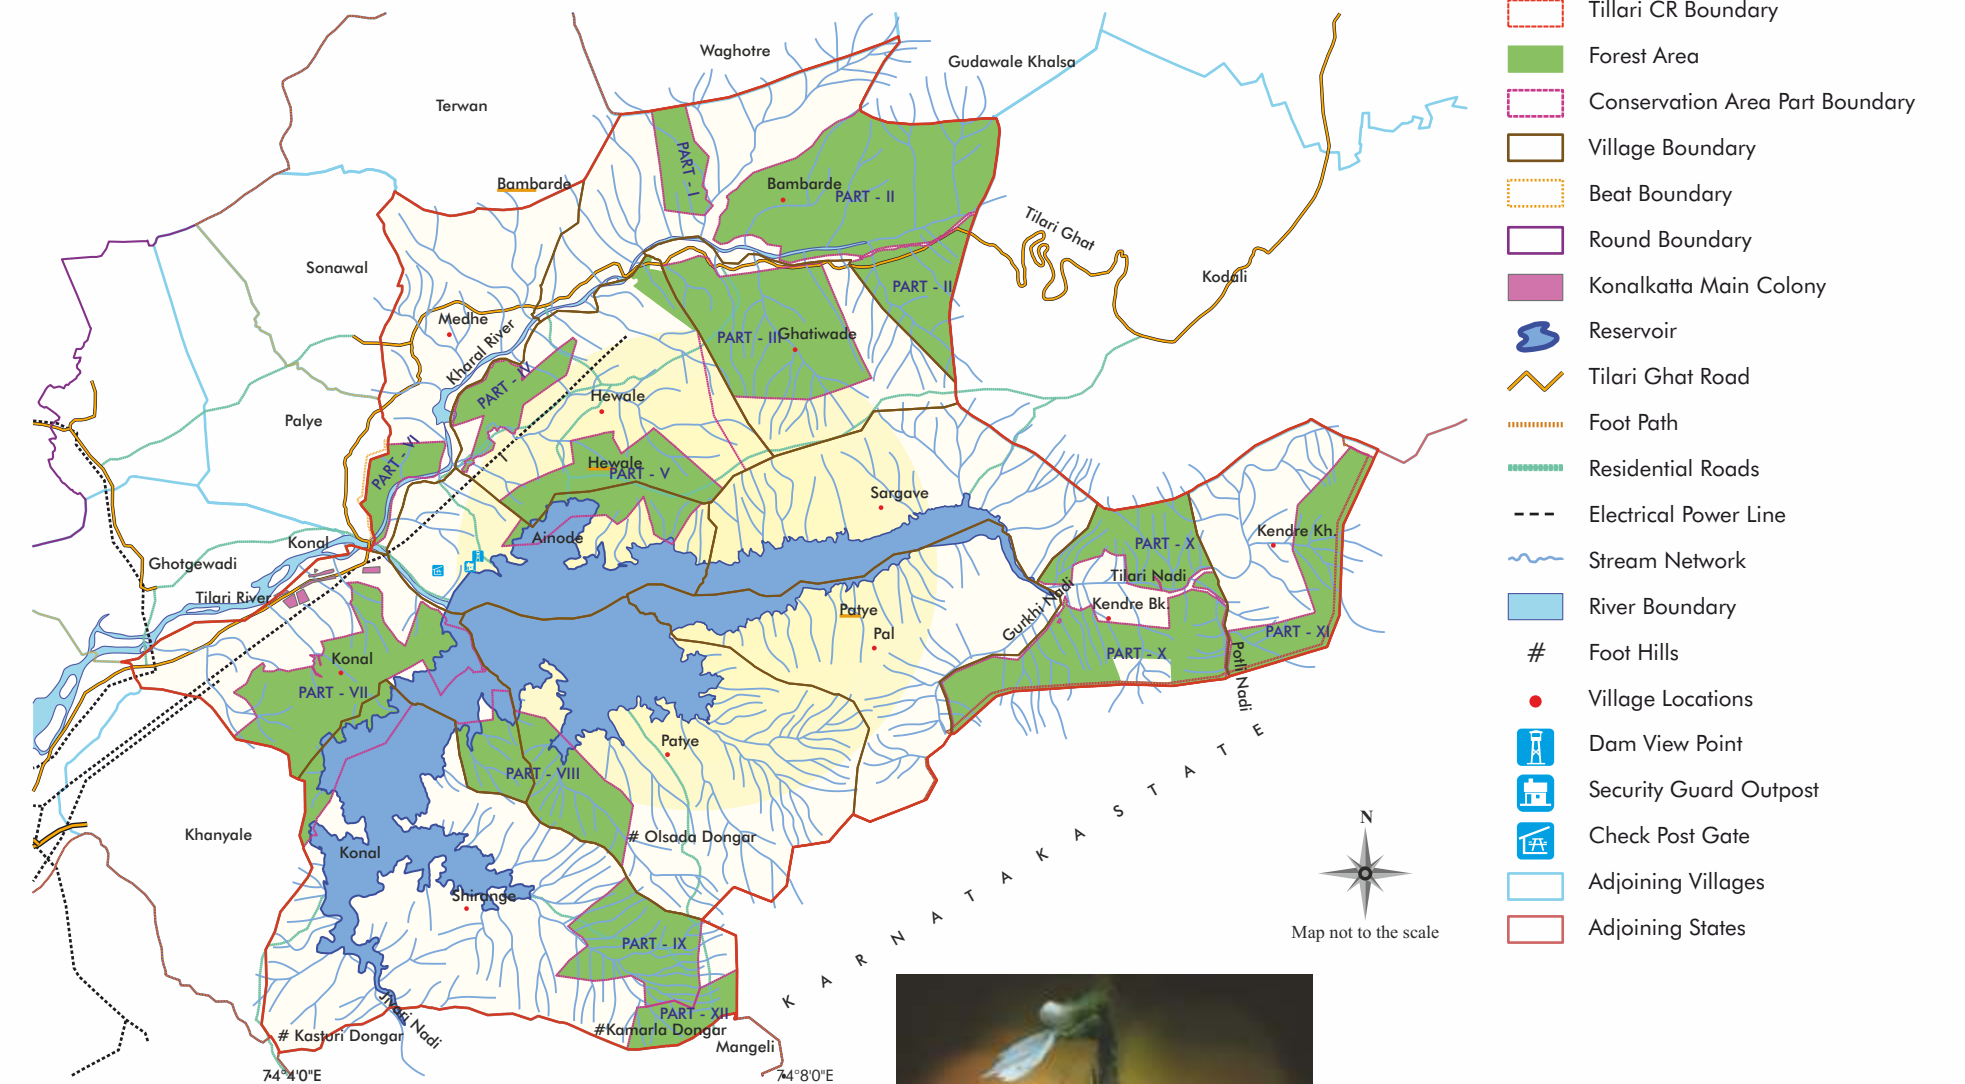 Tillari CR Boundary
Forest Area
Conservation Area Part Boundary
Village Boundary
Beat Boundary
Round Boundary
Konalkatta Main Colony
Reservoir
Tilari Ghat Road
Foot Path
Residential Roads
Electrical Power Line
Stream Network
River Boundary
# Foot Hills
Village Locations
Dam View Point
Security Guard Outpost
Check Post Gate
Adjoining Villages
Adjoining States
N
Map not to the scale
Waghotre
Gudawale Khalsa
Terwan
PART - I
Bambarde
Bambarde
PART - II
Tilari Ghat
Sonawal
Kodali
PART - II
Medhe
Kharal River
PART - III
Ghatiwade
PART - IV
Hewale
Palye
PART - VI
Hewale
PART - V
Sargave
Ainode
Konal
Kendre Kh.
PART - X
Ghotgewadi
Tilari Nadi
Tilari River
Kendre Bk.
Patye
Gurkhi Nadi
Pal
PART - XI
PART - X
Potli Nadi
Konal
PART - VII
Patye
PART - VIII
Khanyale
# Olsada Dongar
Konal
Shirange
KARNATAKA STATE
PART - IX
Jivari Nadi
PART - XII
# Kasturi Dongar
#Kamarla Dongar
Mangeli
74°4'0"E
74°8'0"E